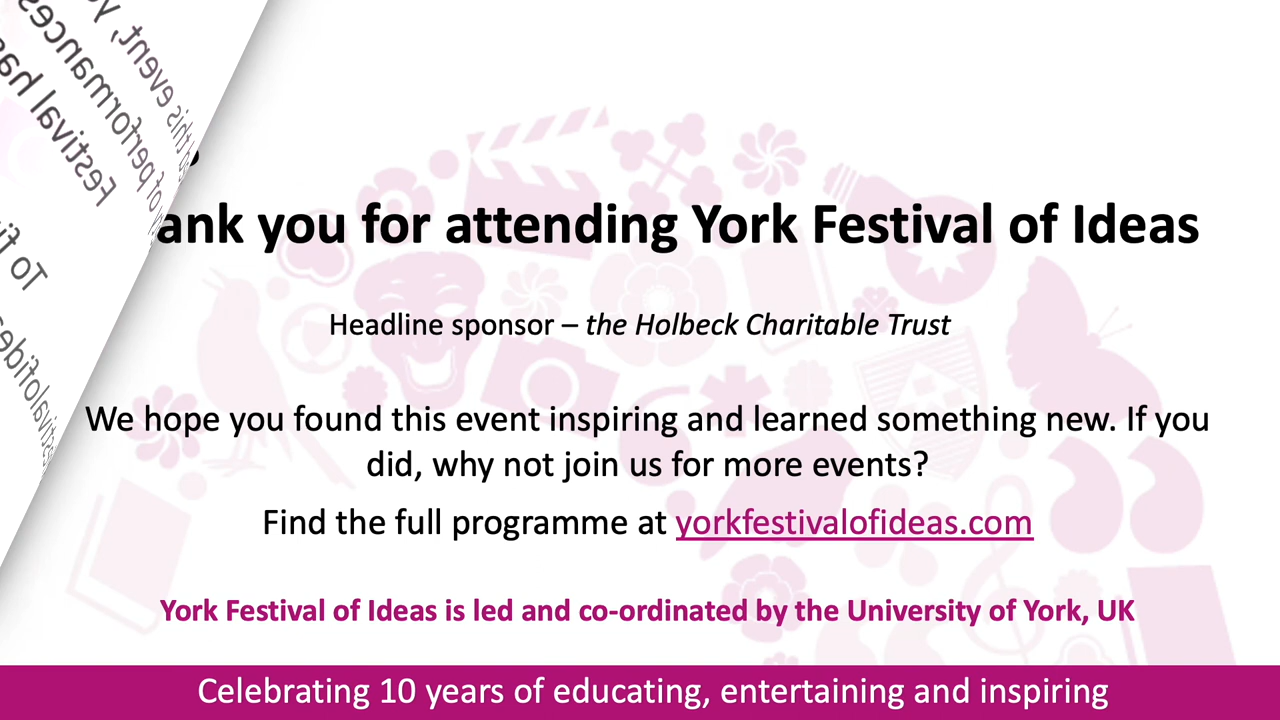 ank you for attending York Festival of Ideas
Headline sponsor – the Holbeck Charitable Trust
We hope you found this event inspiring and learned something new. If you
did, why not join us for more events?
Find the full programme at yorkfestivalofideas.com
York Festival of Ideas is led and co-ordinated by the University of York, UK
Celebrating 10 years of educating, entertaining and inspiring